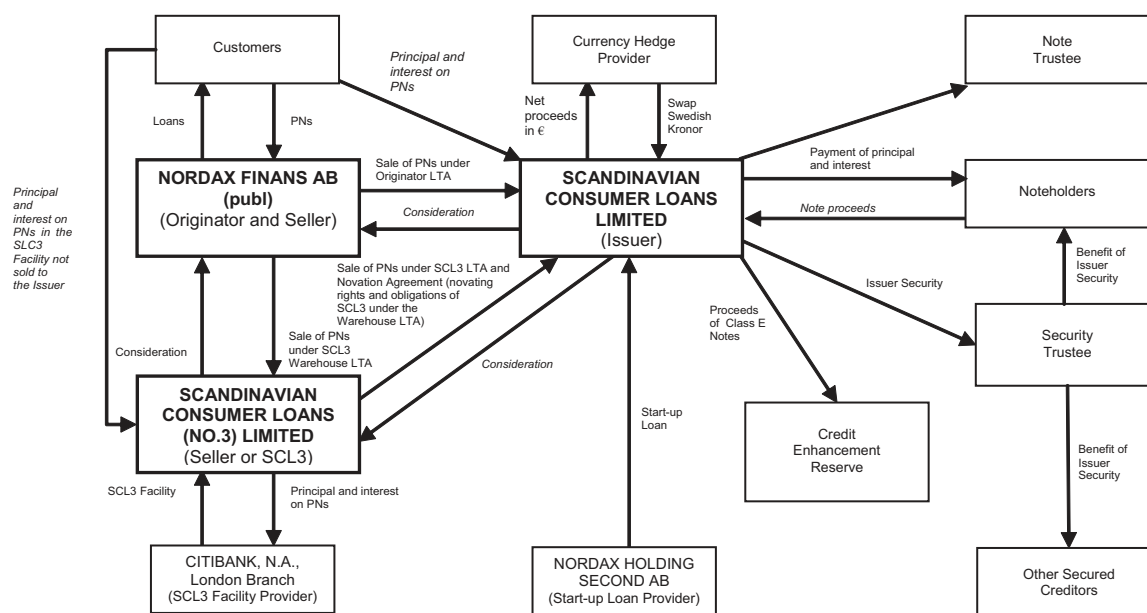 Customers
Currency Hedge
Provider
Note
Trustee
Principal and
interest on
PNs
Loans
PNs
Net
proceeds
in €
Swap
Swedish
Kronor
NORDAX FINANS AB
(publ)
(Originator and Seller)
Sale of PNs under
Originator LTA
Consideration
SCANDINAVIAN
CONSUMER LOANS
LIMITED
(Issuer)
Payment of principal
and interest
Note proceeds
Noteholders
Principal
and
interest on
PNs in the
SLC3
Facility not
sold to
the Issuer
Sale of PNs under SCL3 LTA and
Novation Agreement (novating
rights and obligations of
SCL3 under the
Warehouse LTA)
Issuer Security
Benefit of
Issuer
Security
Consideration
Sale of PNs
under SCL3
Warehouse LTA
Consideration
Proceeds
of Class E
Notes
Security
Trustee
SCANDINAVIAN
CONSUMER LOANS
(NO.3) LIMITED
(Seller or SCL3)
Start-up
Loan
Credit
Enhancement
Reserve
Benefit of
Issuer
Security
SCL3 Facility
Principal and interest
on PNs
CITIBANK, N.A.,
London Branch
(SCL3 Facility Provider)
NORDAX HOLDING
SECOND AB
(Start-up Loan Provider)
Other Secured
Creditors